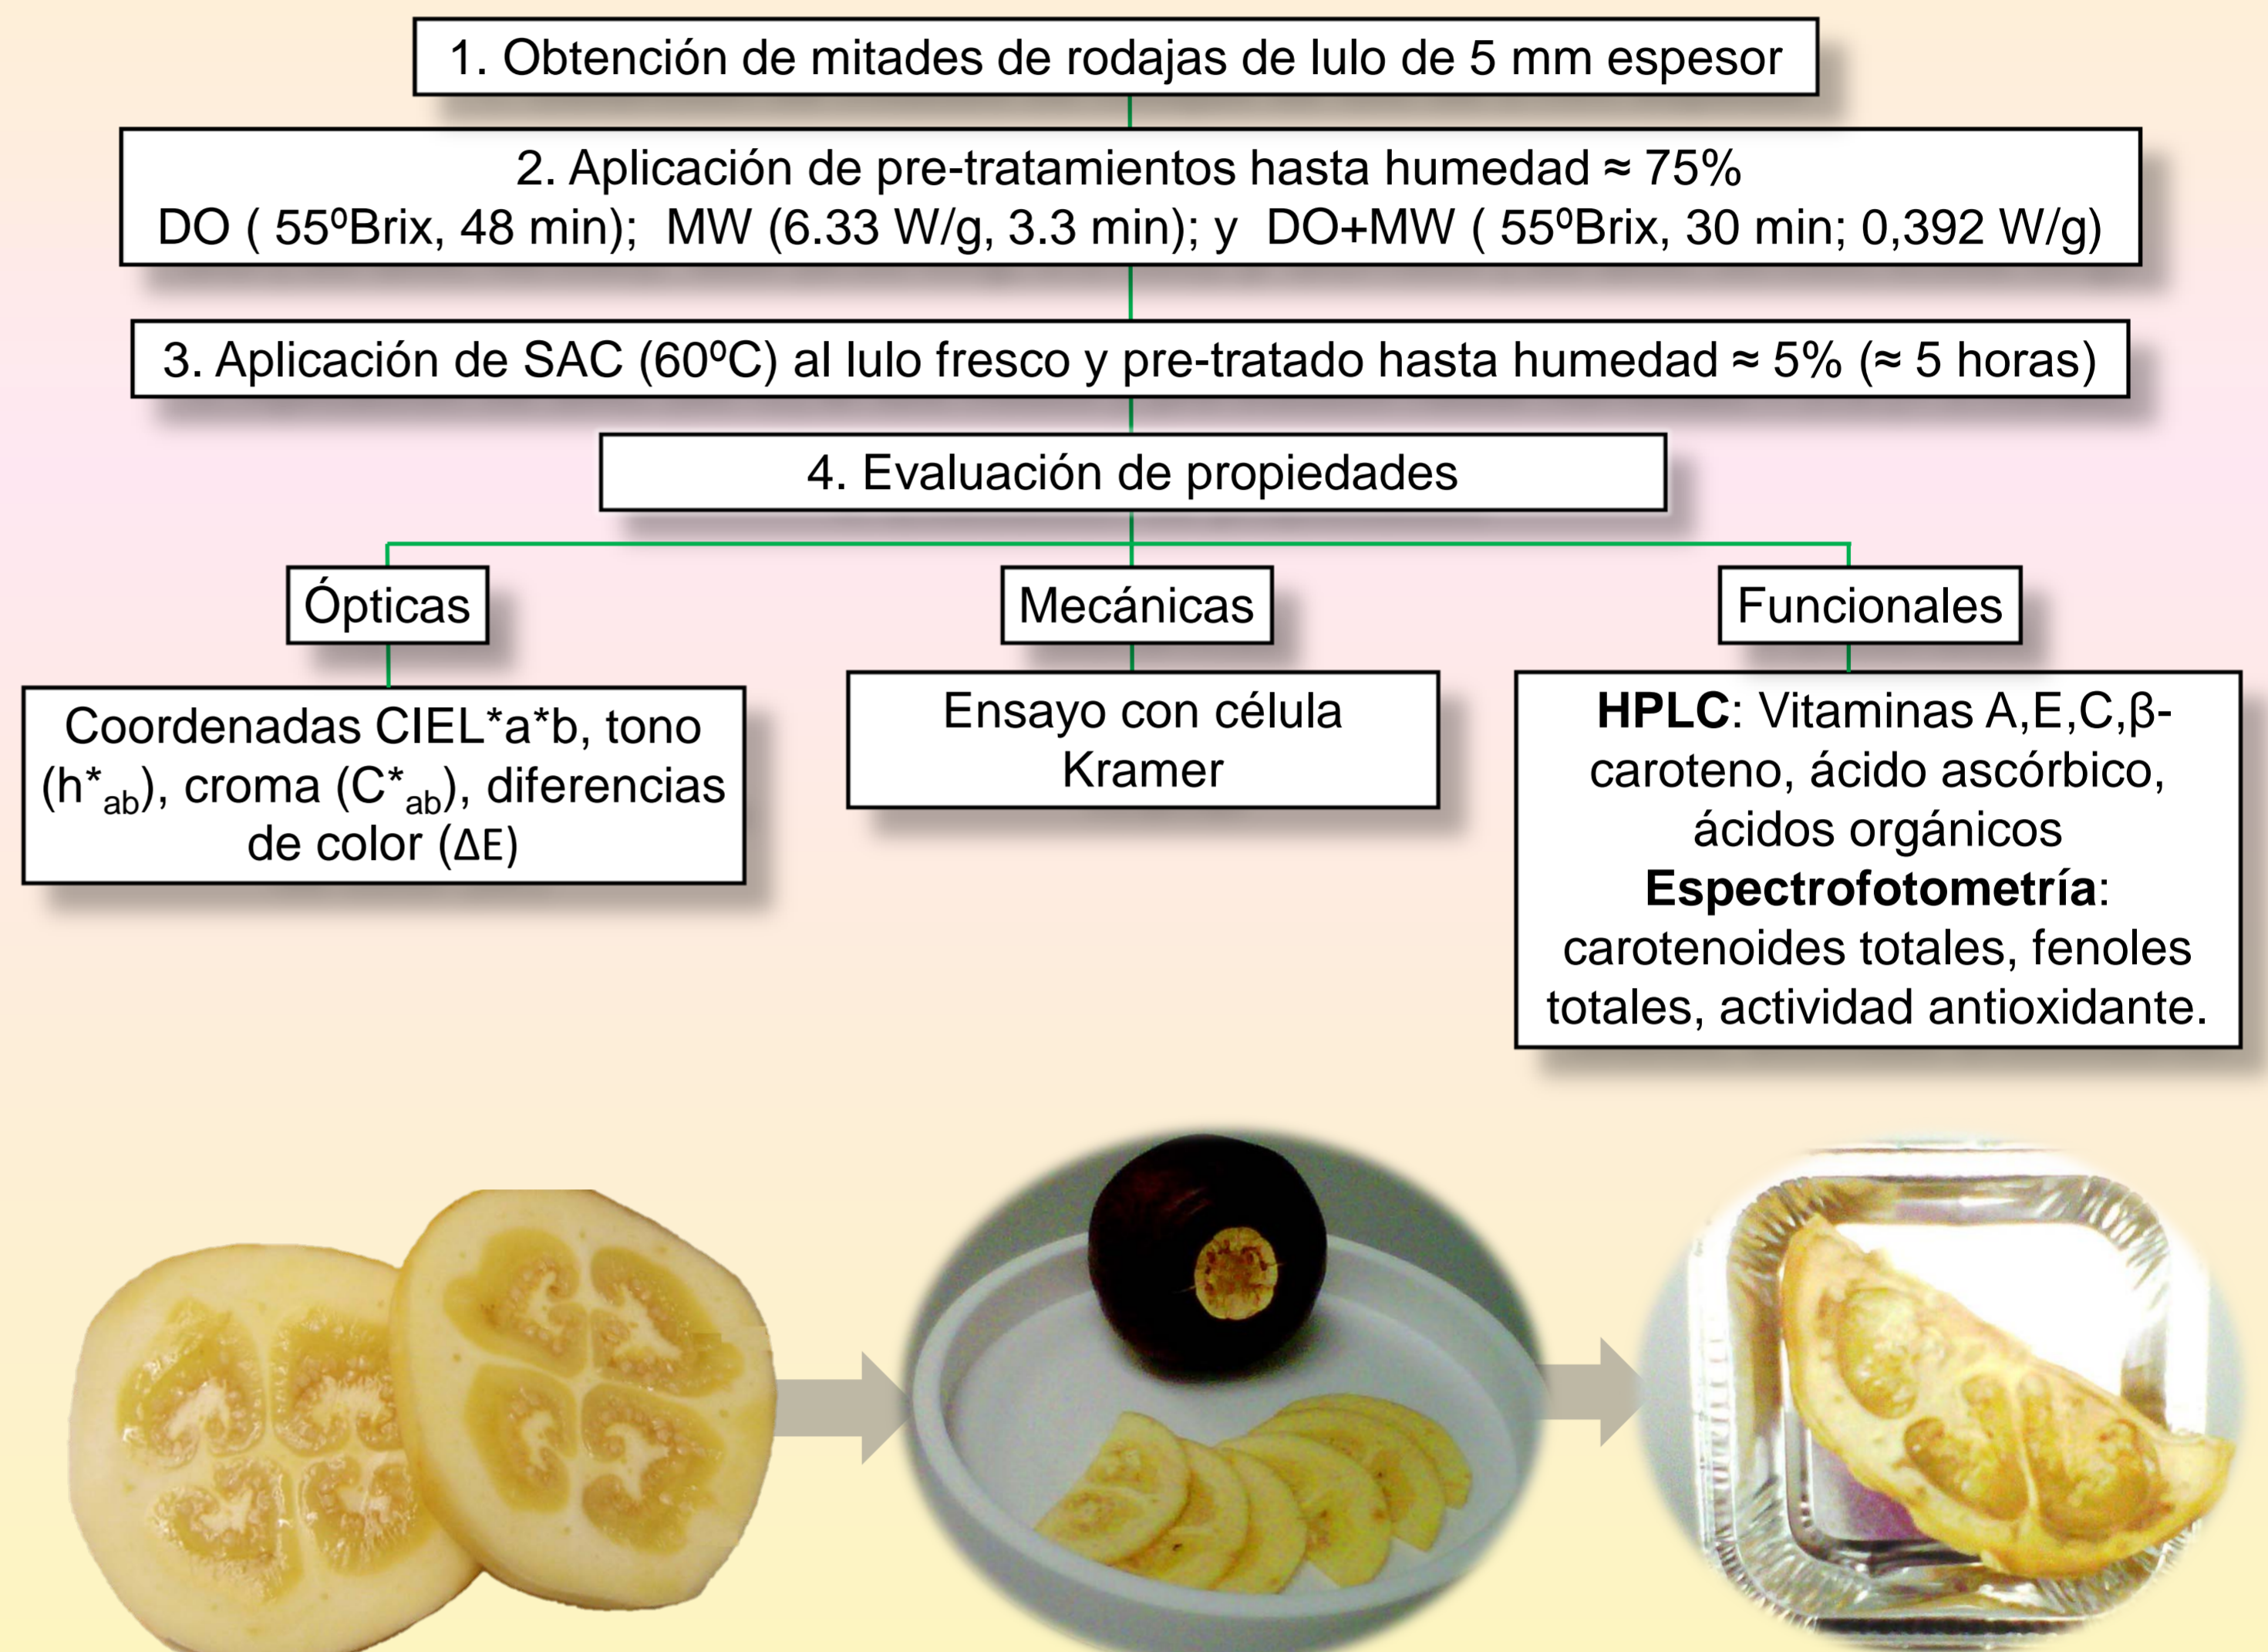 1. Obtención de mitades de rodajas de lulo de 5 mm espesor
2. Aplicación de pre-tratamientos hasta humedad ≈ 75%
DO ( 55ºBrix, 48 min); MW (6.33 W/g, 3.3 min); y DO+MW ( 55ºBrix, 30 min; 0,392 W/g)
3. Aplicación de SAC (60ºC) al lulo fresco y pre-tratado hasta humedad ≈ 5% (≈ 5 horas)
4. Evaluación de propiedades
Ópticas
Coordenadas CIEL*a*b, tono
(h*ab), croma (C*ab), diferencias
de color (ΔE)
Mecánicas
Ensayo con célula
Kramer
Funcionales
HPLC: Vitaminas A,E,C,β-
caroteno, ácido ascórbico,
ácidos orgánicos
Espectrofotometría:
carotenoides totales, fenoles
totales, actividad antioxidante.